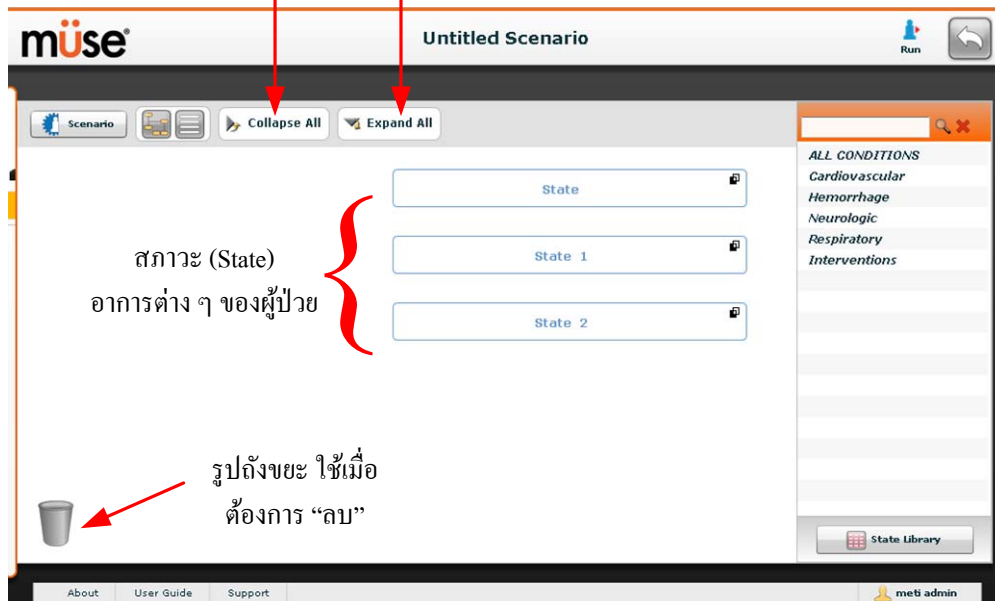 müse
Untitled Scenario
Run
Scenario
Collapse All
Expand All
ALL CONDITIONS
Cardiovascular
Hemorrhage
Neurologic
Respiratory
Interventions
State
State 1
State 2
สภาวะ (State)
อาการต่าง ๆ ของผู้ป่วย
รูปถังขยะ ใช้เมื่อ
ต้องการ “ลบ”
State Library
About
User Guide
Support
meti admin